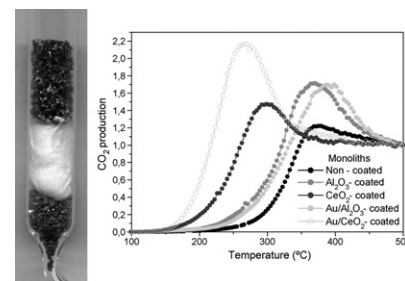 2,2
2,0
1,8
1,6
1,4
1,2
1,0
0,8
0,6
0,4
0,2
0,0
CO₂ production
100 200 300 400 500
Temperature (ºC)
Monoliths
Non - coated
Al₂O₃- coated
CeO₂- coated
Au/Al₂O₃- coated
Au/CeO₂- coated